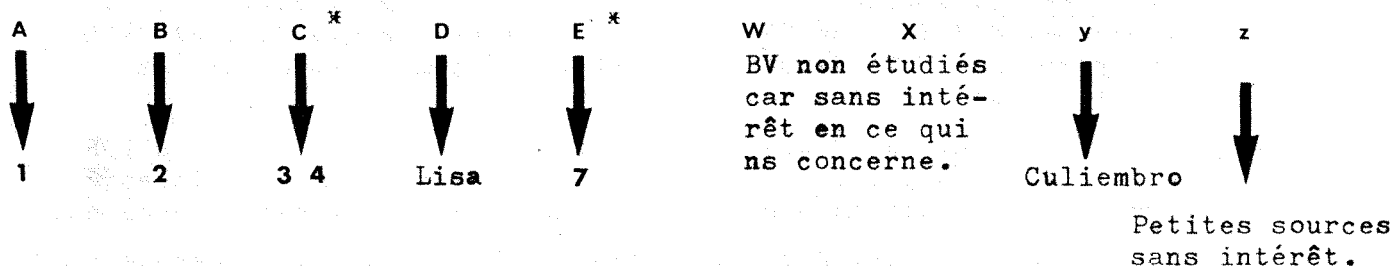 A B C * D E * W X y z
BV non étudiés
car sans inté-
rêt en ce qui
ns concerne.
1 2 3 4 Lisa 7
Culiembro
Petites sources
sans intérêt.